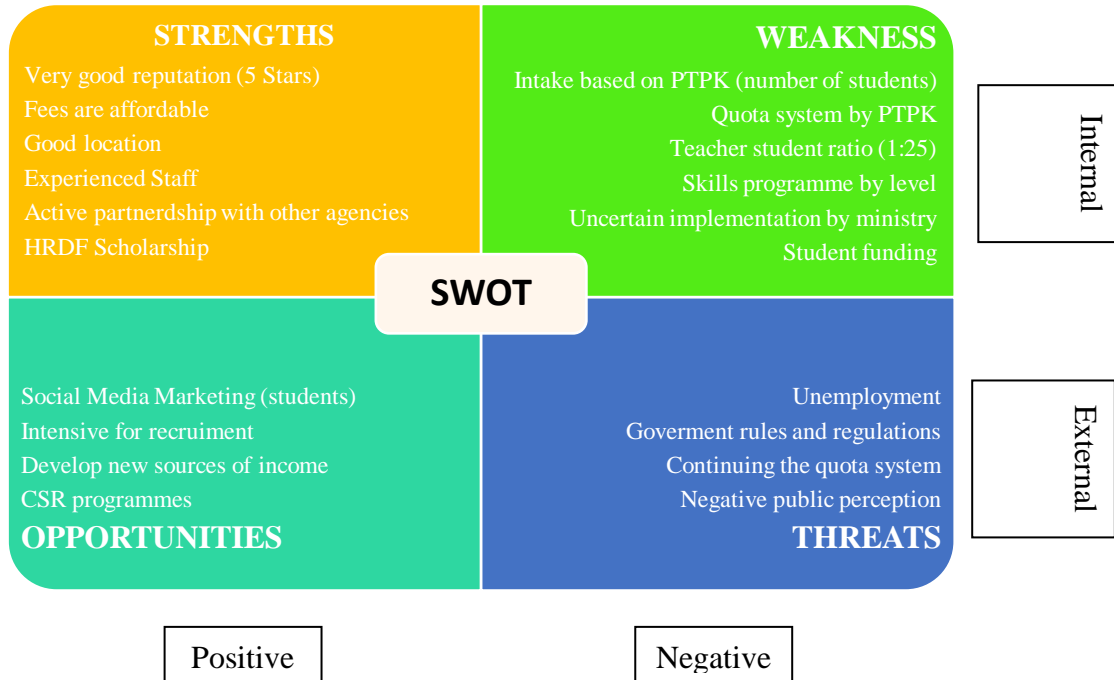 STRENGTHS
Very good reputation (5 Stars)
Fees are affordable
Good location
Experienced Staff
Active partnerdship with other agencies
HRDF Scholarship
WEAKNESS
Intake based on PTPK (number of students)
Quota system by PTPK
Teacher student ratio (1:25)
Skills programme by level
Uncertain implementation by ministry
Student funding
Internal
SWOT
Social Media Marketing (students)
Intensive for recruiment
Develop new sources of income
CSR programmes
OPPORTUNITIES
Unemployment
Goverment rules and regulations
Continuing the quota system
Negative public perception
THREATS
External
Positive
Negative